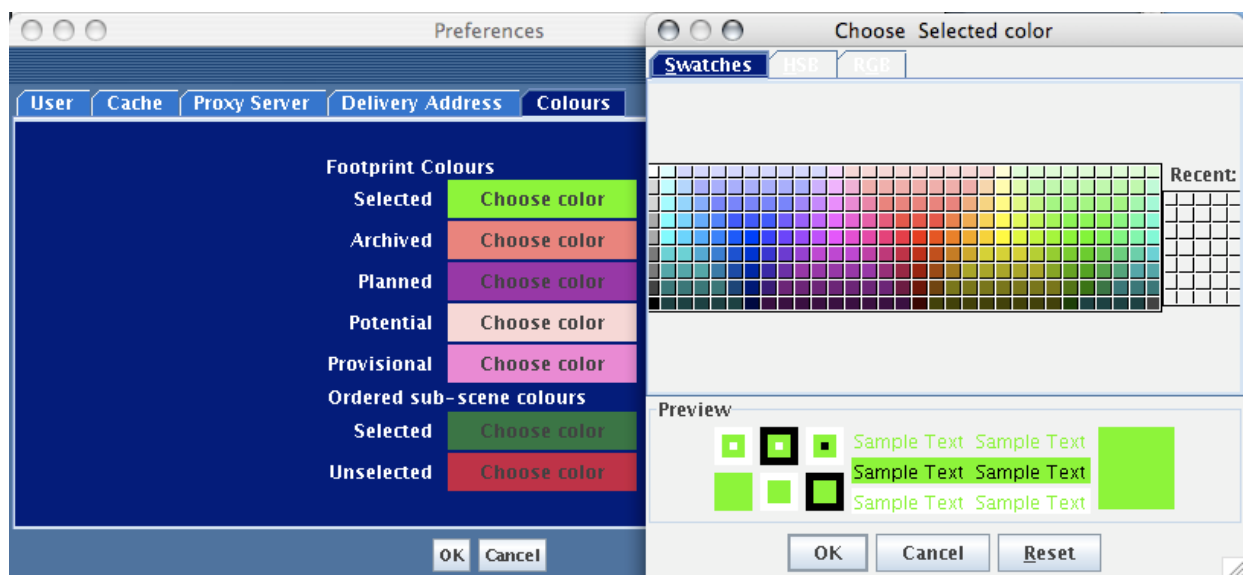 Preferences
User Cache Proxy Server Delivery Address Colours
Footprint Colours
Selected Choose color
Archived Choose color
Planned Choose color
Potential Choose color
Provisional Choose color
Ordered sub-scene colours
Selected Choose color
Unselected Choose color
OK Cancel
Choose Selected color
Swatches HSB RGB
Recent:
Preview
Sample Text Sample Text
Sample Text Sample Text
Sample Text Sample Text
OK Cancel Reset